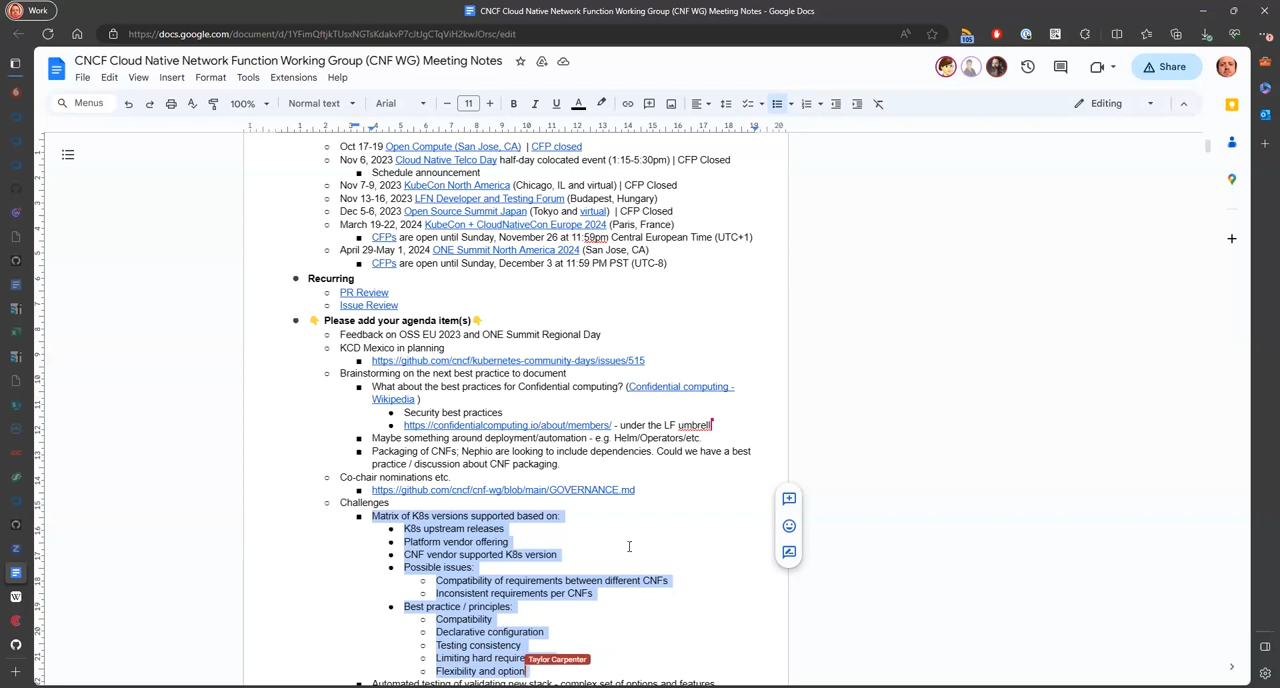 Work
CNCF Cloud Native Network Function Working Group (CNF WG) Meeting Notes - Google Docs
https://docs.google.com/document/d/1YFimQftjkTUsxNGTsKdakvP7cJtJgCTqViH2kwJOrsc/edit
CNCF Cloud Native Network Function Working Group (CNF WG) Meeting Notes
File Edit View Insert Format Tools Extensions Help
Share
Menus 100% Normal text Arial 11 Editing
Oct 17-19 Open Compute (San Jose, CA) | CFP closed
Nov 6, 2023 Cloud Native Telco Day half-day colocated event (1:15-5:30pm) | CFP Closed
Schedule announcement
Nov 7-9, 2023 KubeCon North America (Chicago, IL and virtual) | CFP Closed
Nov 13-16, 2023 LFN Developer and Testing Forum (Budapest, Hungary)
Dec 5-6, 2023 Open Source Summit Japan (Tokyo and virtual) | CFP Closed
March 19-22, 2024 KubeCon + CloudNativeCon Europe 2024 (Paris, France)
CFPs are open until Sunday, November 26 at 11:59pm Central European Time (UTC+1)
April 29-May 1, 2024 ONE Summit North America 2024 (San Jose, CA)
CFPs are open until Sunday, December 3 at 11:59 PM PST (UTC-8)
Recurring
PR Review
Issue Review
👇 Please add your agenda item(s)👇
Feedback on OSS EU 2023 and ONE Summit Regional Day
KCD Mexico in planning
https://github.com/cncf/kubernetes-community-days/issues/515
Brainstorming on the next best practice to document
What about the best practices for Confidential computing? (Confidential computing -
Wikipedia )
Security best practices
https://confidentialcomputing.io/about/members/ - under the LF umbrell
Maybe something around deployment/automation - e.g. Helm/Operators/etc.
Packaging of CNFs; Nephio are looking to include dependencies. Could we have a best
practice / discussion about CNF packaging.
Co-chair nominations etc.
https://github.com/cncf/cnf-wg/blob/main/GOVERNANCE.md
Challenges
Matrix of K8s versions supported based on:
K8s upstream releases
Platform vendor offering
CNF vendor supported K8s version
Possible issues:
Compatibility of requirements between different CNFs
Inconsistent requirements per CNFs
Best practice / principles:
Compatibility
Declarative configuration
Testing consistency
Limiting hard require Taylor Carpenter
Flexibility and option
Automated testing of validating new stack - complex set of options and features